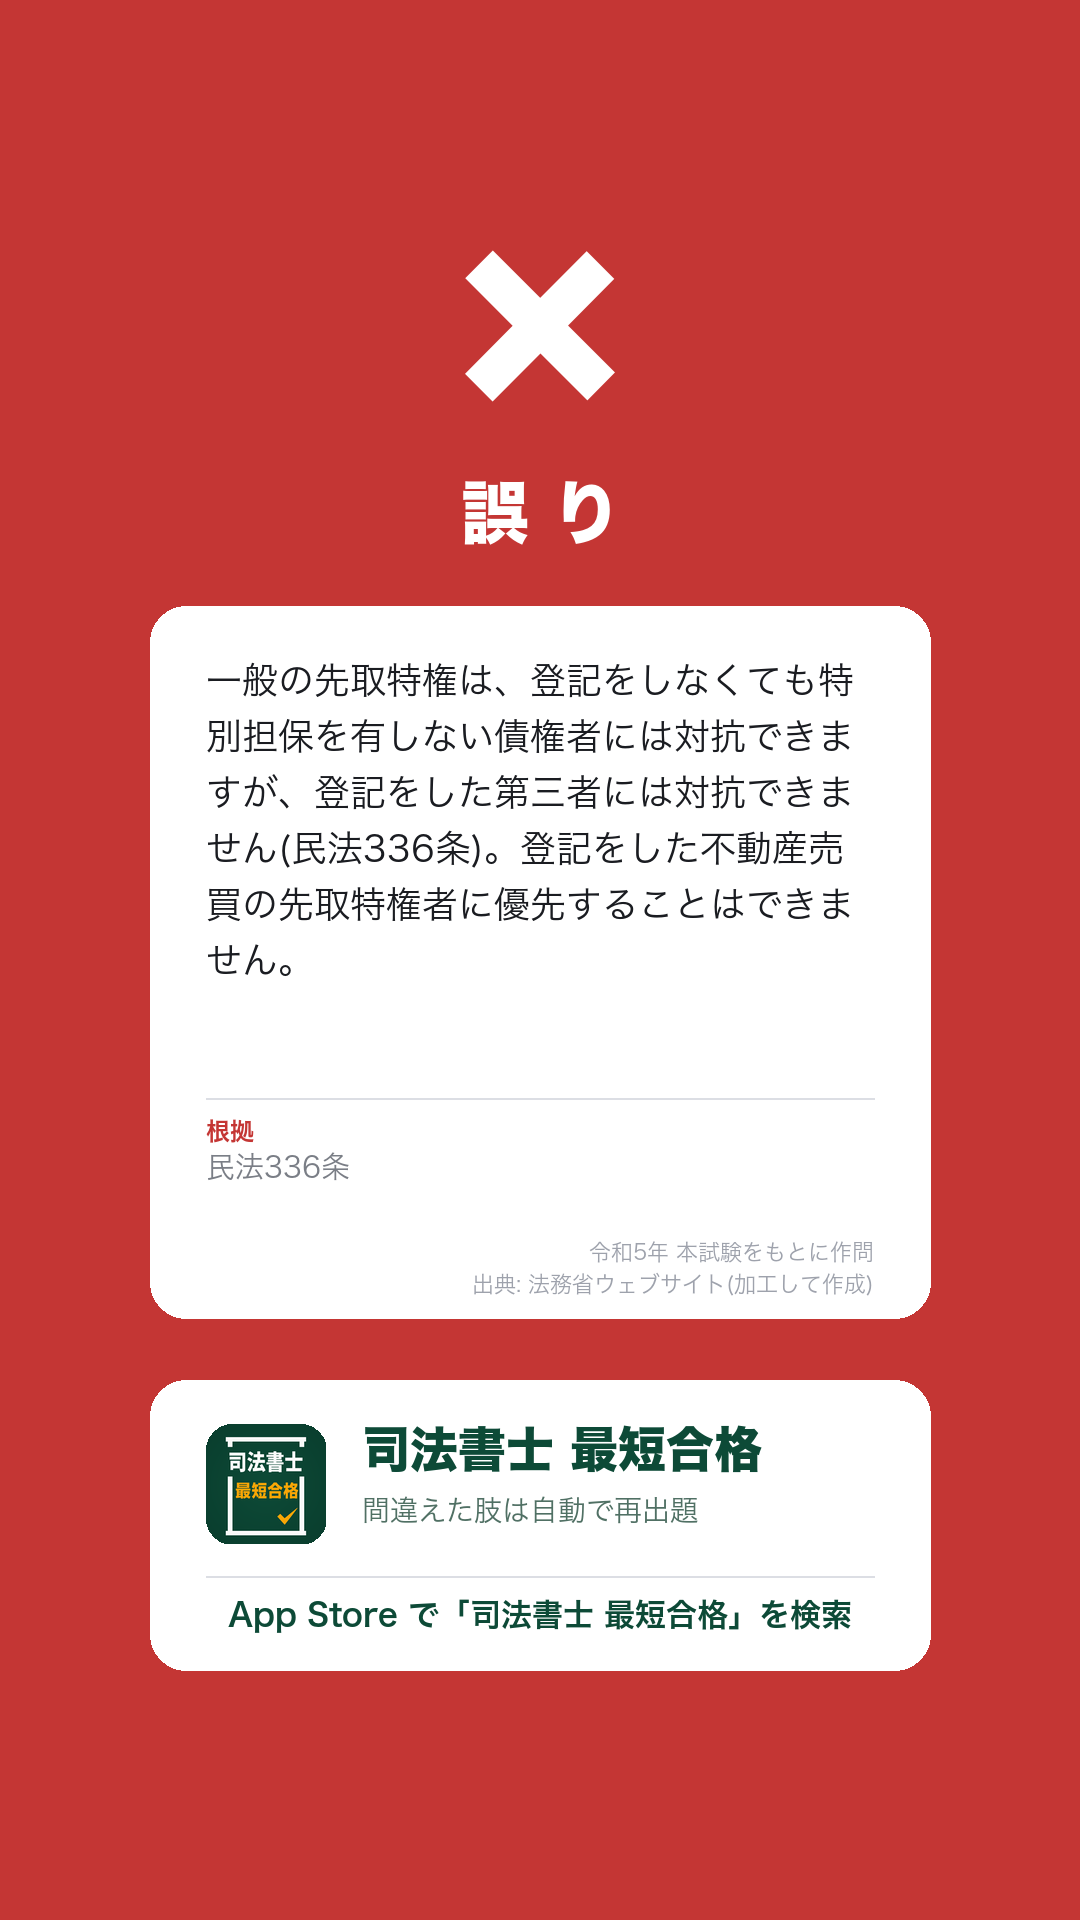 誤り
一般の先取特権は、登記をしなくても特
別担保を有しない債権者には対抗できま
すが、登記をした第三者には対抗できま
せん(民法336条)。登記をした不動産売
買の先取特権者に優先することはできま
せん。
根拠
民法336条
令和5年 本試験をもとに作問
出典: 法務省ウェブサイト(加工して作成)
司法書士
最短合格
司法書士 最短合格
間違えた肢は自動で再出題
App Store で「司法書士 最短合格」を検索